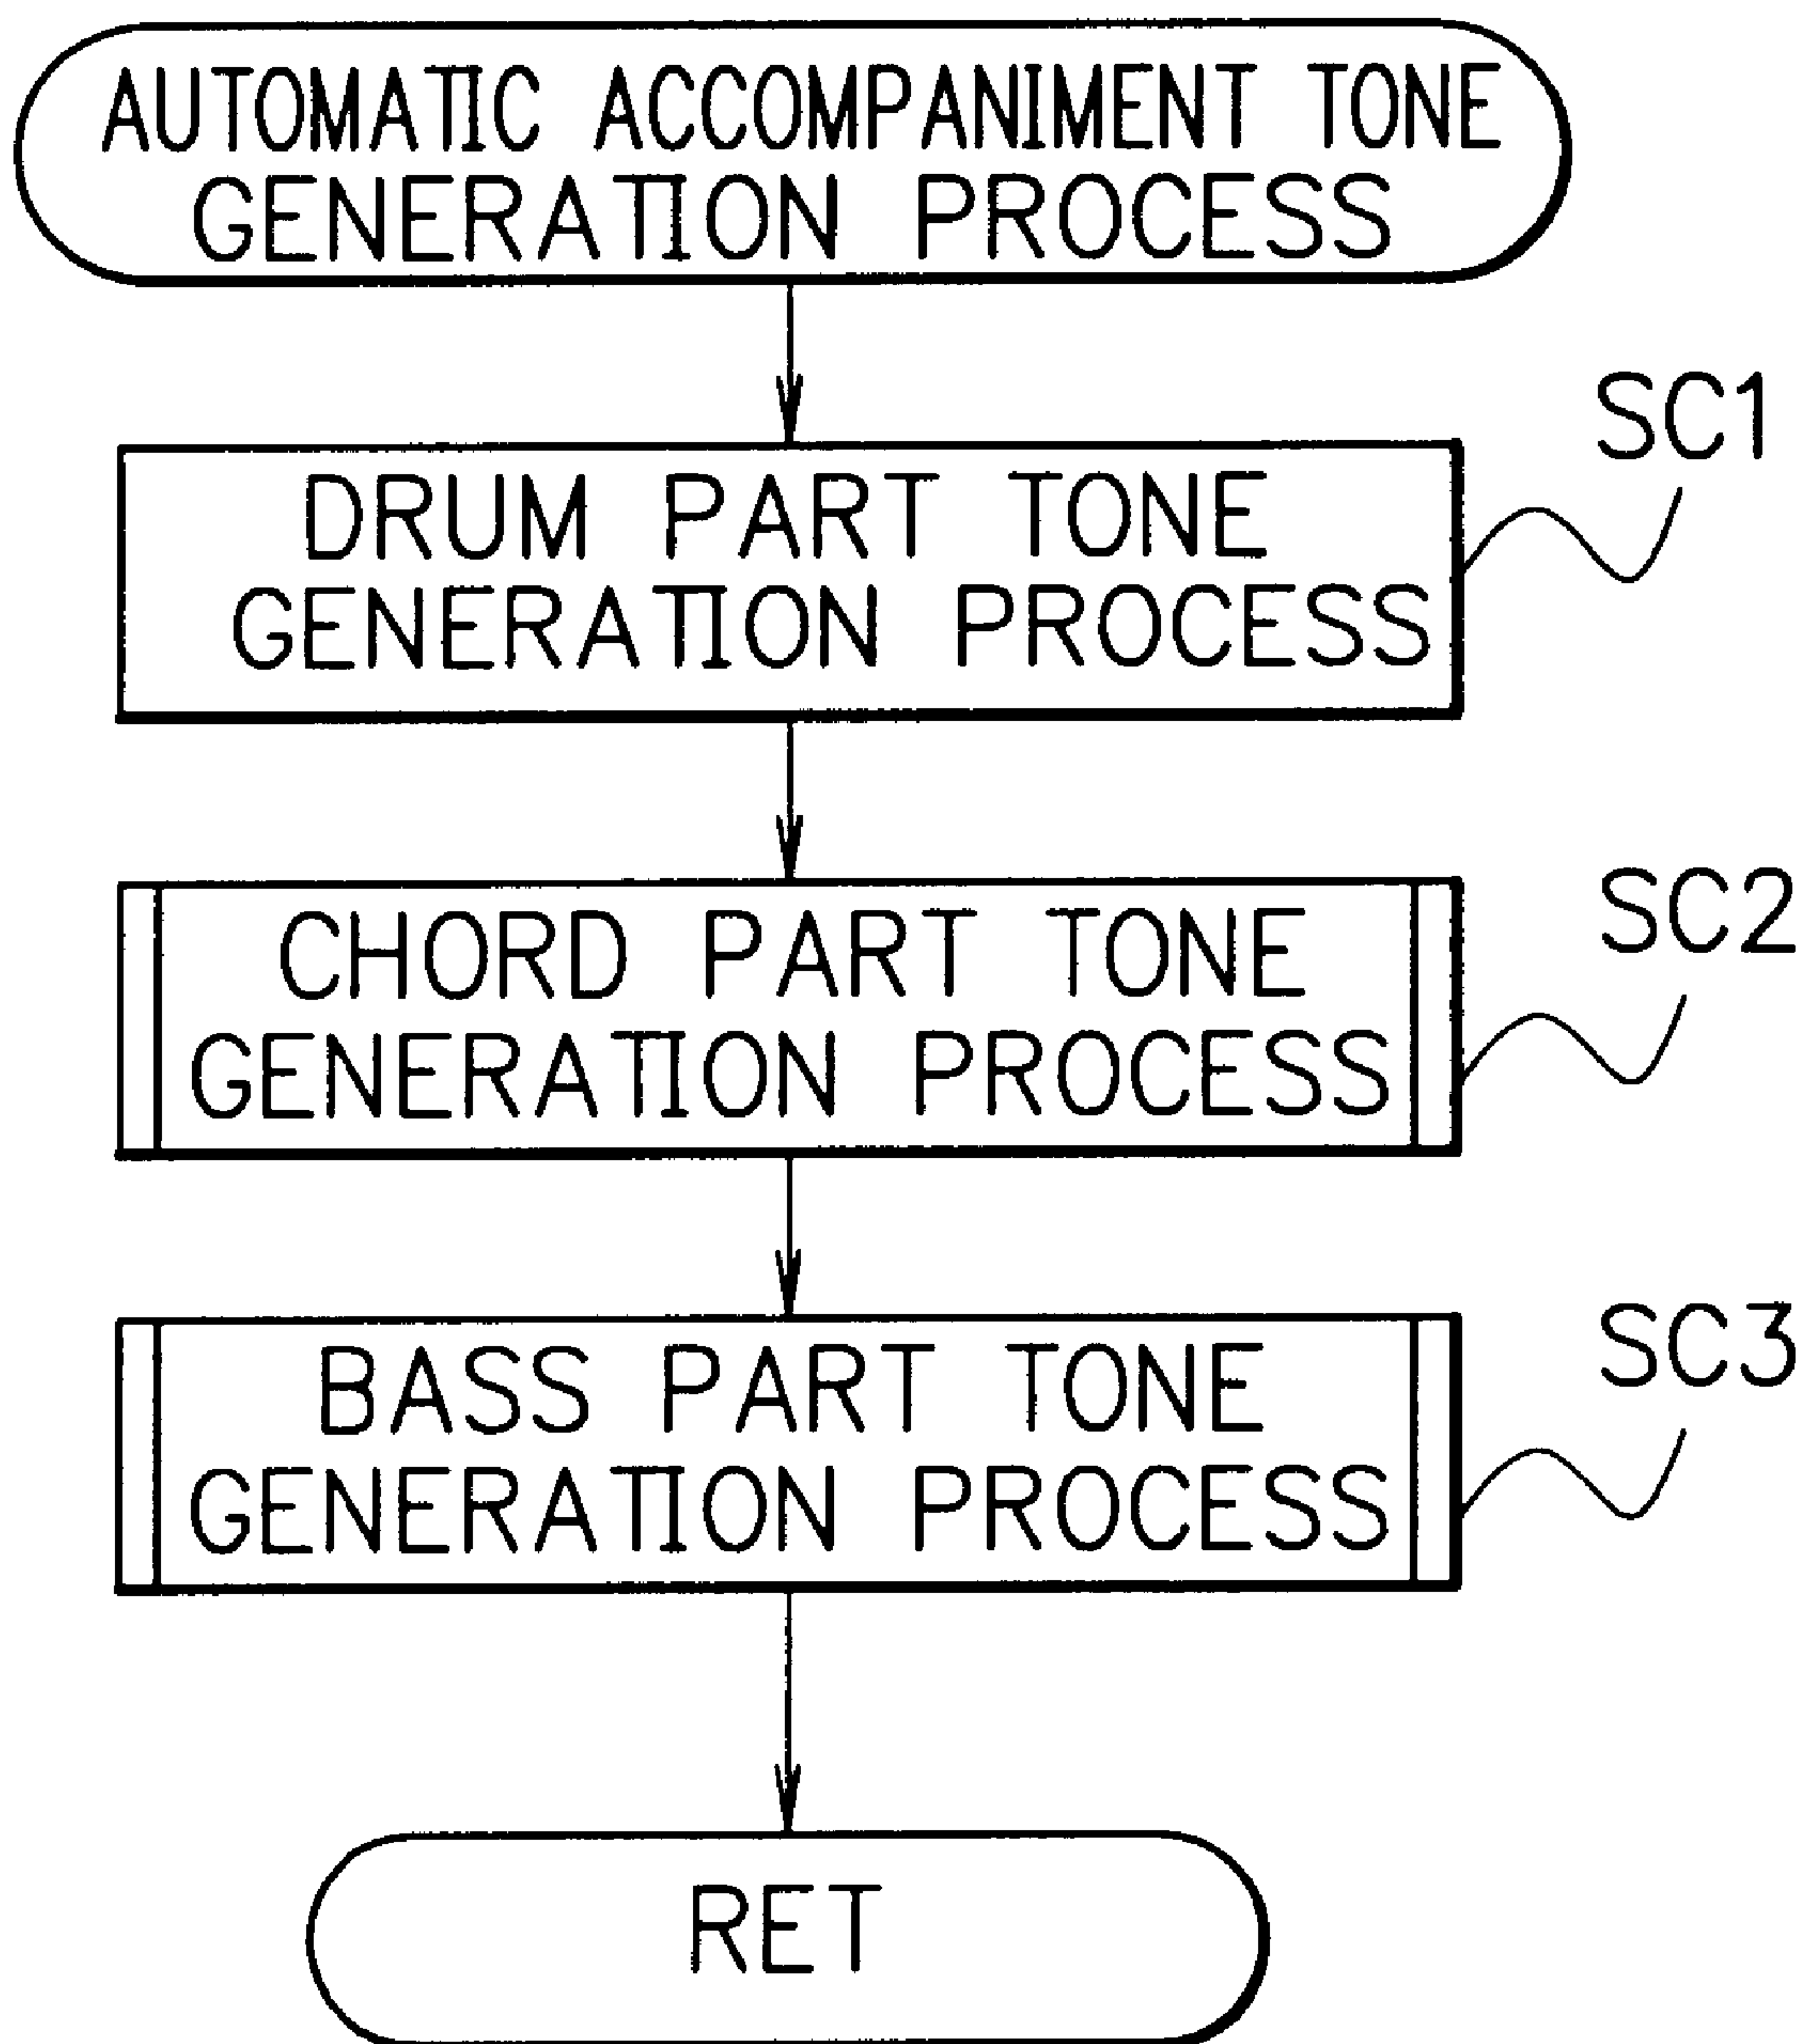 AUTOMATIC ACCOMPANIMENT TONE
GENERATION PROCESS
SC1
DRUM PART TONE
GENERATION PROCESS
SC2
CHORD PART TONE
GENERATION PROCESS
SC3
BASS PART TONE
GENERATION PROCESS
RET